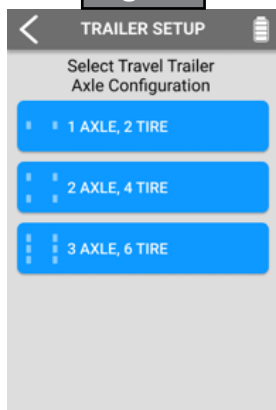 TRAILER SETUP
Select Travel Trailer
Axle Configuration
1 AXLE, 2 TIRE
2 AXLE, 4 TIRE
3 AXLE, 6 TIRE